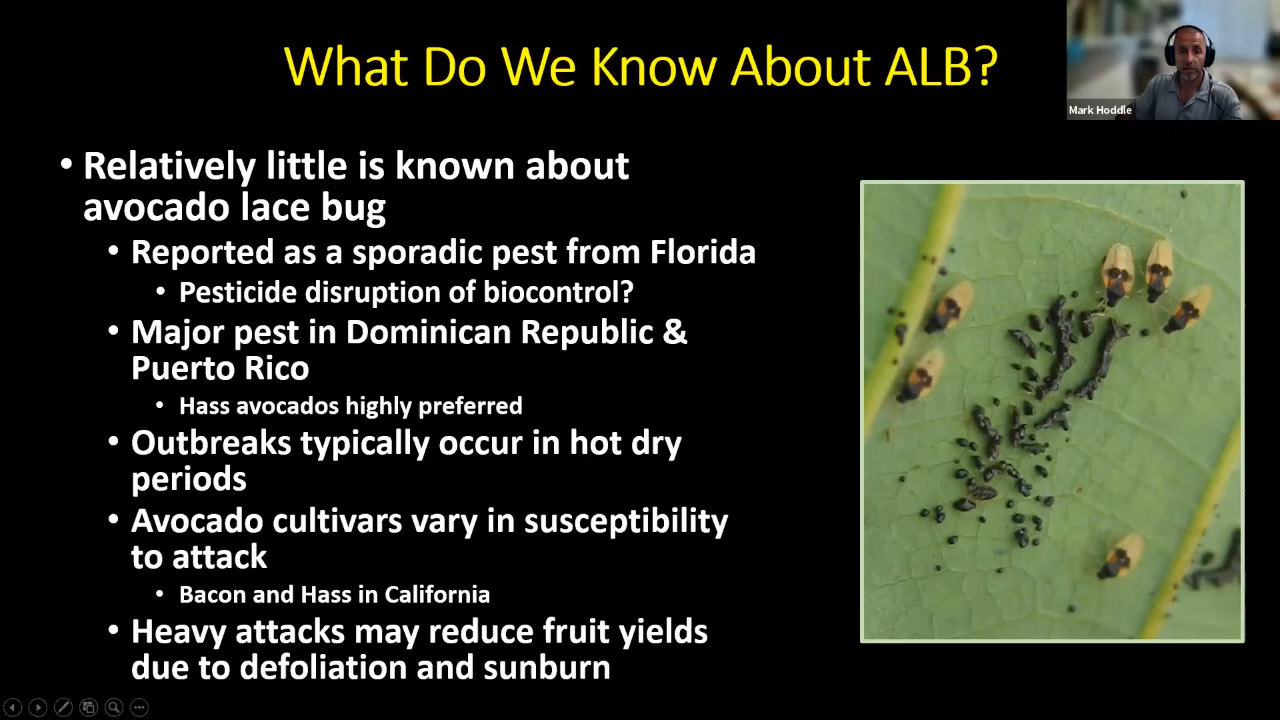 What Do We Know About ALB?
Mark Hoddle
• Relatively little is known about
avocado lace bug
• Reported as a sporadic pest from Florida
• Pesticide disruption of biocontrol?
• Major pest in Dominican Republic &
Puerto Rico
• Hass avocados highly preferred
• Outbreaks typically occur in hot dry
periods
• Avocado cultivars vary in susceptibility
to attack
• Bacon and Hass in California
• Heavy attacks may reduce fruit yields
due to defoliation and sunburn